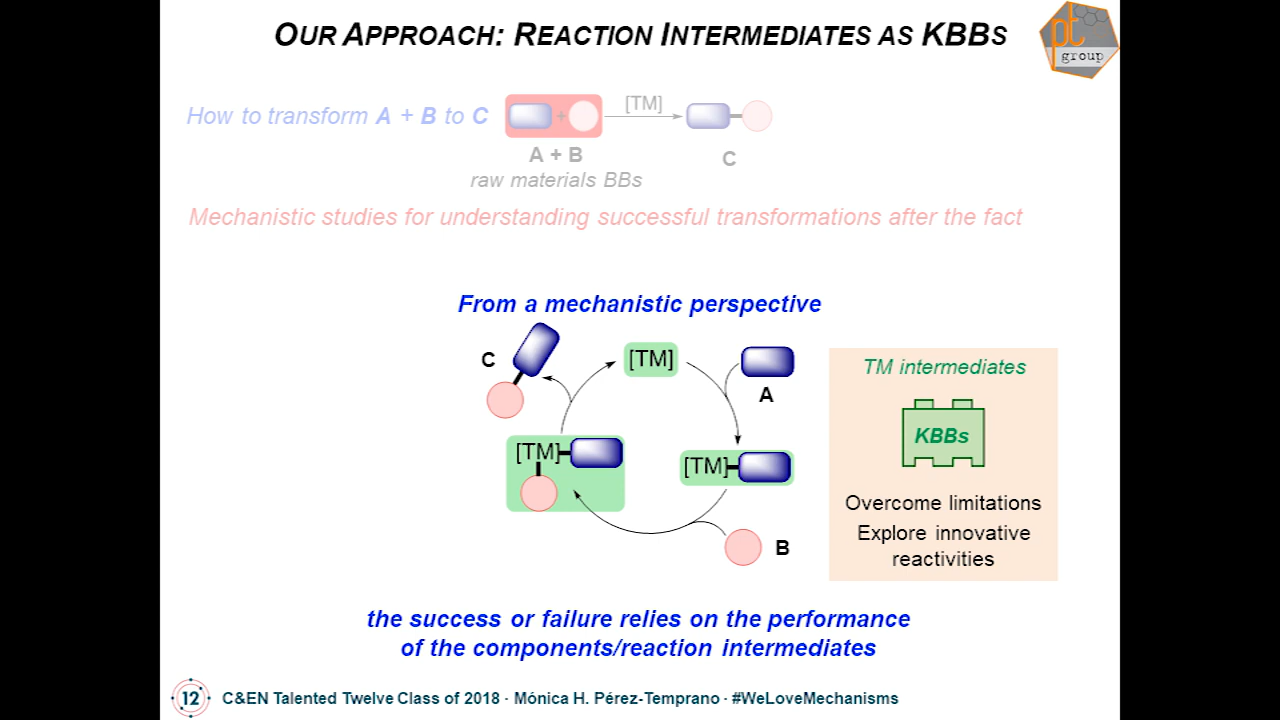 OUR APPROACH: REACTION INTERMEDIATES AS KBBS
pt
group
How to transform A + B to C
+
[TM]
A + B
C
raw materials BBs
Mechanistic studies for understanding successful transformations after the fact
From a mechanistic perspective
C
[TM]
A
TM intermediates
KBBs
[TM]
[TM]
Overcome limitations
Explore innovative
reactivities
B
the success or failure relies on the performance
of the components/reaction intermediates
12
C&EN Talented Twelve Class of 2018 · Mónica H. Pérez-Temprano · #WeLoveMechanisms